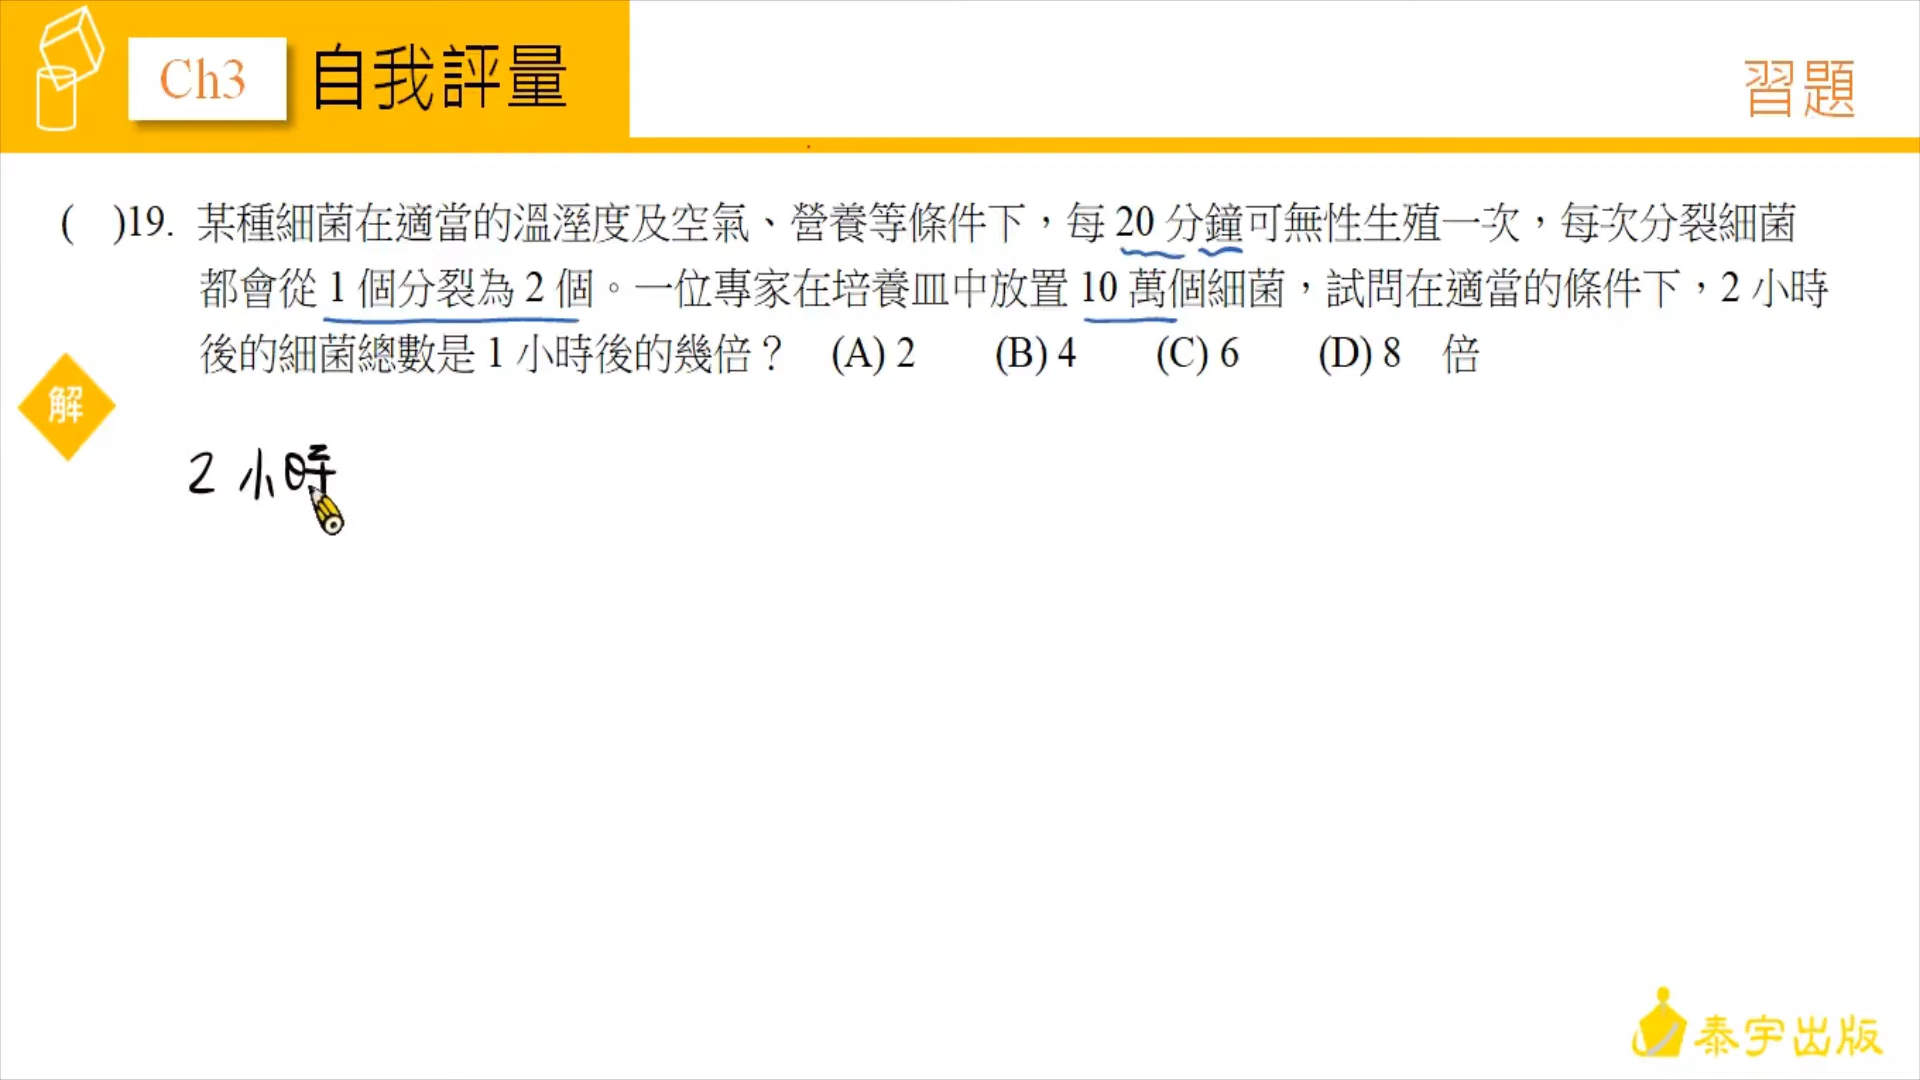 Ch3 自我評量
習題
( )19. 某種細菌在適當的溫溼度及空氣、營養等條件下，每 20 分鐘可無性生殖一次，每次分裂細菌
都會從 1 個分裂為 2 個。一位專家在培養皿中放置 10 萬個細菌，試問在適當的條件下，2 小時
後的細菌總數是 1 小時後的幾倍？ (A) 2 (B) 4 (C) 6 (D) 8 倍
解
2 小時
泰宇出版